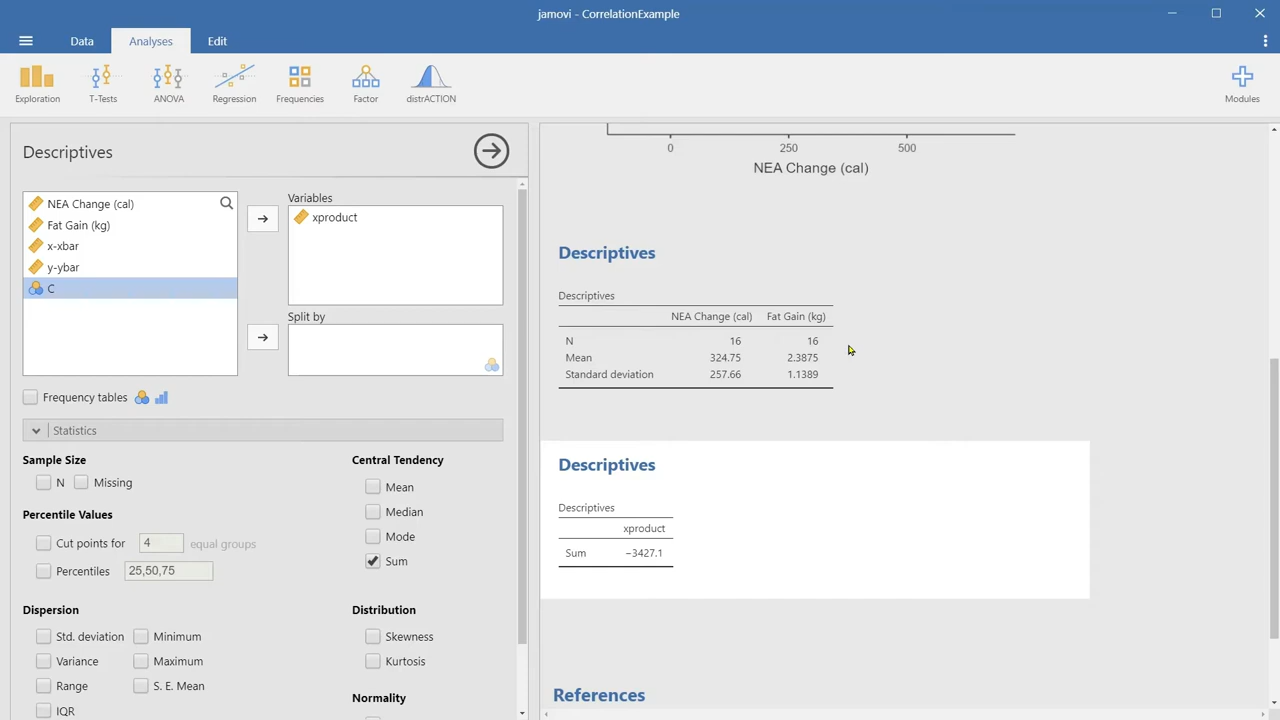 jamovi - CorrelationExample
Data
Analyses
Edit
Exploration
T-Tests
ANOVA
Regression
Frequencies
Factor
distrACTION
Modules
Descriptives
NEA Change (cal)
Fat Gain (kg)
x-xbar
y-ybar
C
Variables
xproduct
Split by
Frequency tables
Statistics
Sample Size
N
Missing
Percentile Values
Cut points for 4 equal groups
Percentiles 25,50,75
Dispersion
Std. deviation
Minimum
Variance
Maximum
Range
S. E. Mean
IQR
Central Tendency
Mean
Median
Mode
Sum
Distribution
Skewness
Kurtosis
Normality
0 250 500
NEA Change (cal)
Descriptives
Descriptives
NEA Change (cal) Fat Gain (kg)
N 16 16
Mean 324.75 2.3875
Standard deviation 257.66 1.1389
Descriptives
Descriptives
xproduct
Sum −3427.1
References